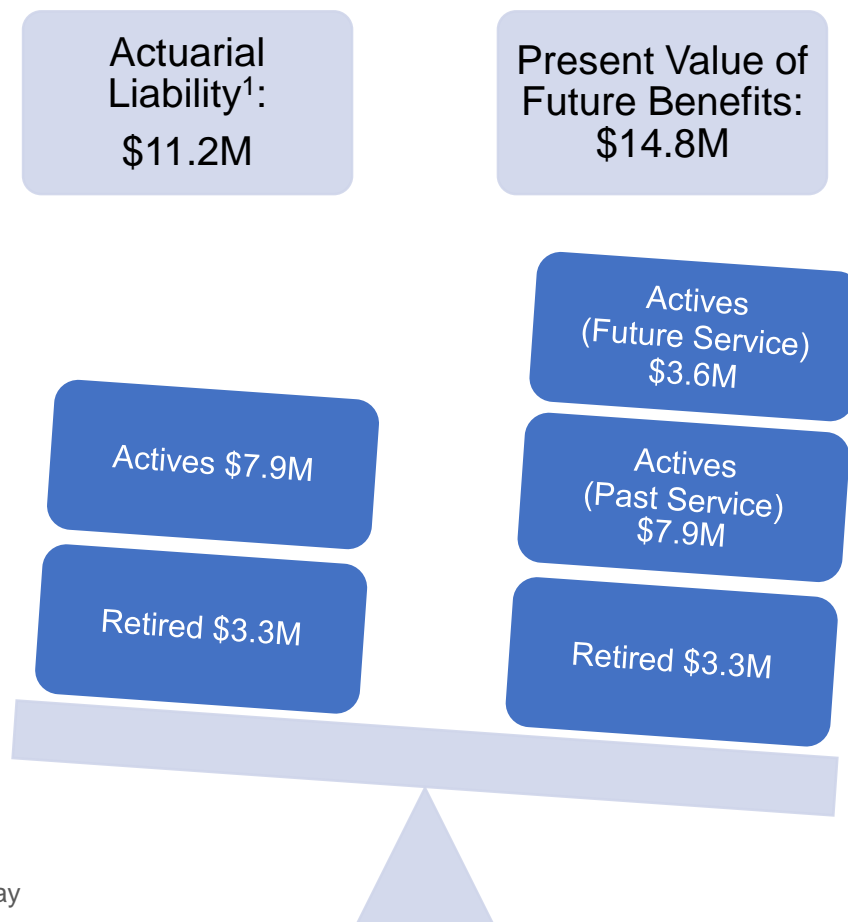 Actuarial
Liability¹:
$11.2M
Present Value of
Future Benefits:
$14.8M
Actives
(Future Service)
$3.6M
Actives $7.9M
Actives
(Past Service)
$7.9M
Retired $3.3M
Retired $3.3M
ay